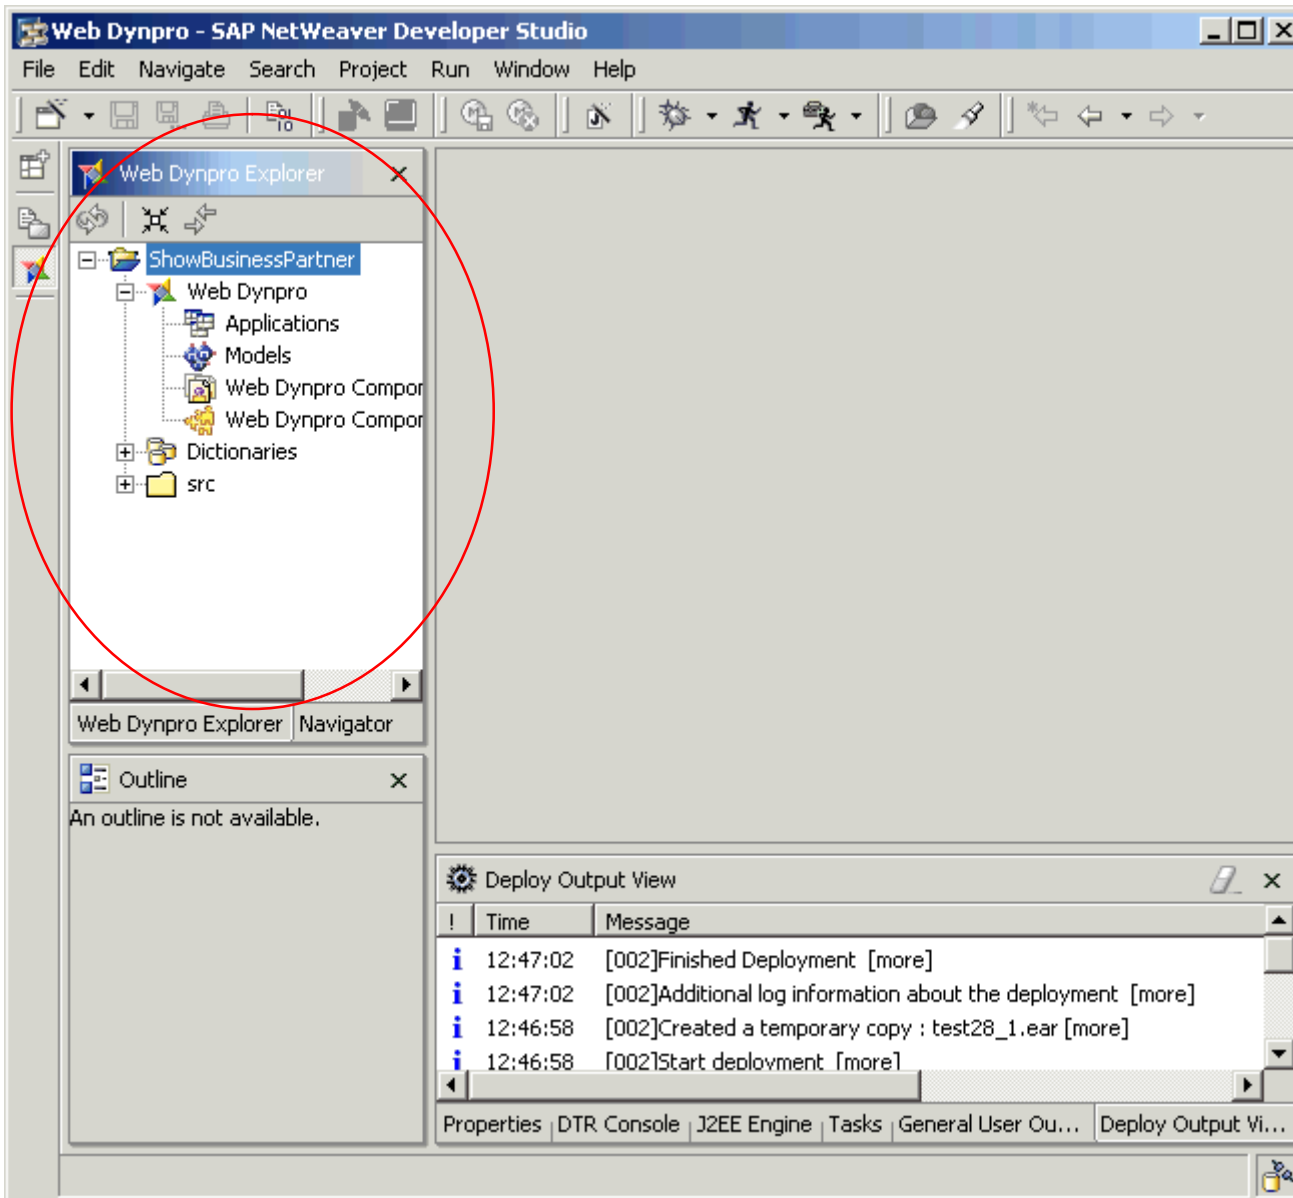 Web Dynpro - SAP NetWeaver Developer Studio
File Edit Navigate Search Project Run Window Help
Web Dynpro Explorer
ShowBusinessPartner
Web Dynpro
Applications
Models
Web Dynpro Compor
Web Dynpro Compor
Dictionaries
src
Web Dynpro Explorer Navigator
Outline
An outline is not available.
Deploy Output View
! Time Message
12:47:02 [002]Finished Deployment [more]
12:47:02 [002]Additional log information about the deployment [more]
12:46:58 [002]Created a temporary copy : test28_1.ear [more]
12:46:58 [002]Start deployment [more]
Properties DTR Console J2EE Engine Tasks General User Ou... Deploy Output Vi...